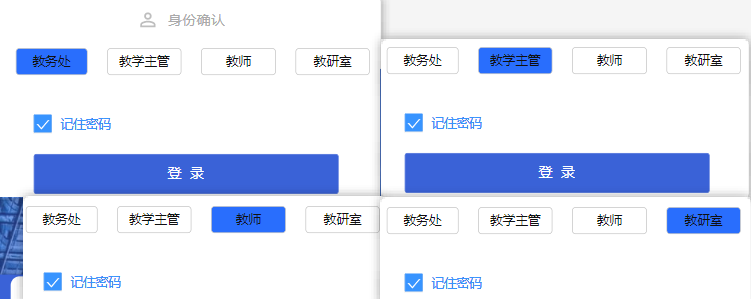 身份确认
教务处 教学主管 教师 教研室
记住密码
登 录
教务处 教学主管 教师 教研室
记住密码
登 录
教务处 教学主管 教师 教研室
记住密码
教务处 教学主管 教师 教研室
记住密码